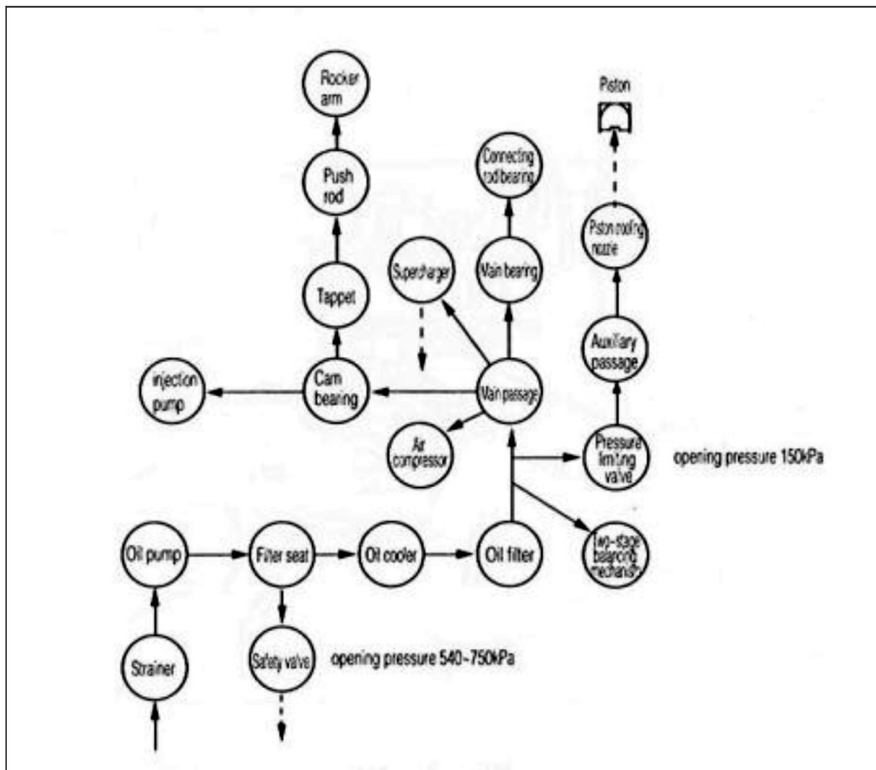 Rocker
arm
Piston
Connecting
rod bearing
Push
rod
Piston cooling
nozzle
Supercharger
Main bearing
Tappet
Auxiliary
passage
injection
pump
Cam
bearing
Main passage
Air
compressor
Pressure
limiting
valve
opening pressure 150kPa
Oil pump
Filter seat
Oil cooler
Oil filter
Two-stage
balancing
mechanism
Strainer
Safety valve
opening pressure 540~750kPa